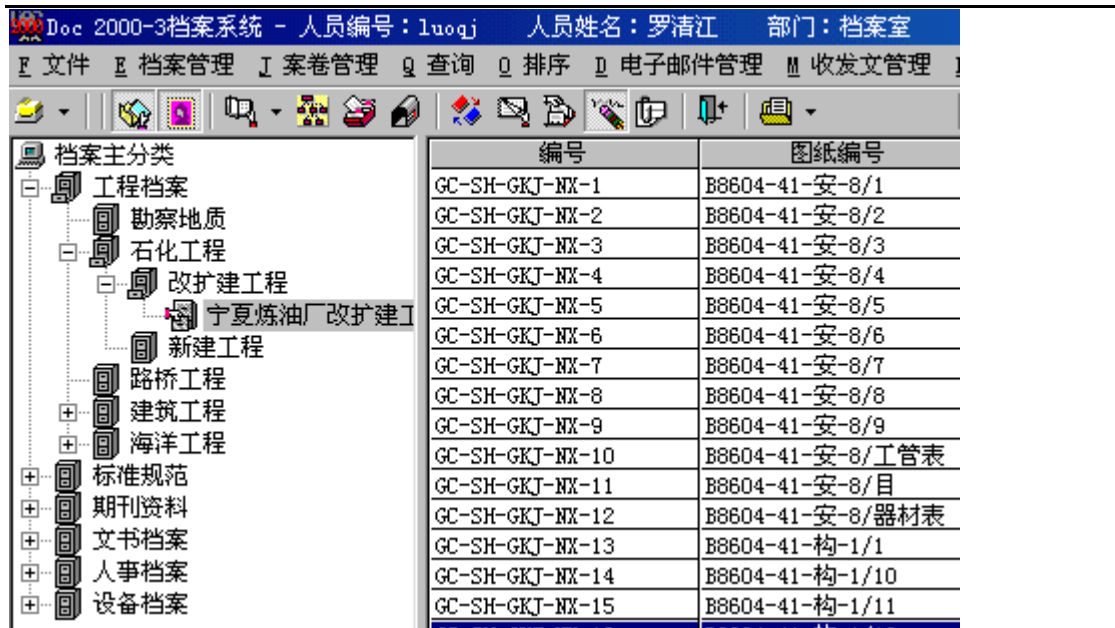 Doc 2000-3档案系统 - 人员编号：luoqj 人员姓名：罗清江 部门：档案室
F 文件 E 档案管理 J 案卷管理 Q 查询 O 排序 D 电子邮件管理 M 收发文管理
档案主分类
工程档案
勘察地质
石化工程
改扩建工程
宁夏炼油厂改扩建工
新建工程
路桥工程
建筑工程
海洋工程
标准规范
期刊资料
文书档案
人事档案
设备档案
编号 图纸编号
GC-SH-GKJ-NX-1 B8604-41-安-8/1
GC-SH-GKJ-NX-2 B8604-41-安-8/2
GC-SH-GKJ-NX-3 B8604-41-安-8/3
GC-SH-GKJ-NX-4 B8604-41-安-8/4
GC-SH-GKJ-NX-5 B8604-41-安-8/5
GC-SH-GKJ-NX-6 B8604-41-安-8/6
GC-SH-GKJ-NX-7 B8604-41-安-8/7
GC-SH-GKJ-NX-8 B8604-41-安-8/8
GC-SH-GKJ-NX-9 B8604-41-安-8/9
GC-SH-GKJ-NX-10 B8604-41-安-8/工管表
GC-SH-GKJ-NX-11 B8604-41-安-8/目
GC-SH-GKJ-NX-12 B8604-41-安-8/器材表
GC-SH-GKJ-NX-13 B8604-41-构-1/1
GC-SH-GKJ-NX-14 B8604-41-构-1/10
GC-SH-GKJ-NX-15 B8604-41-构-1/11